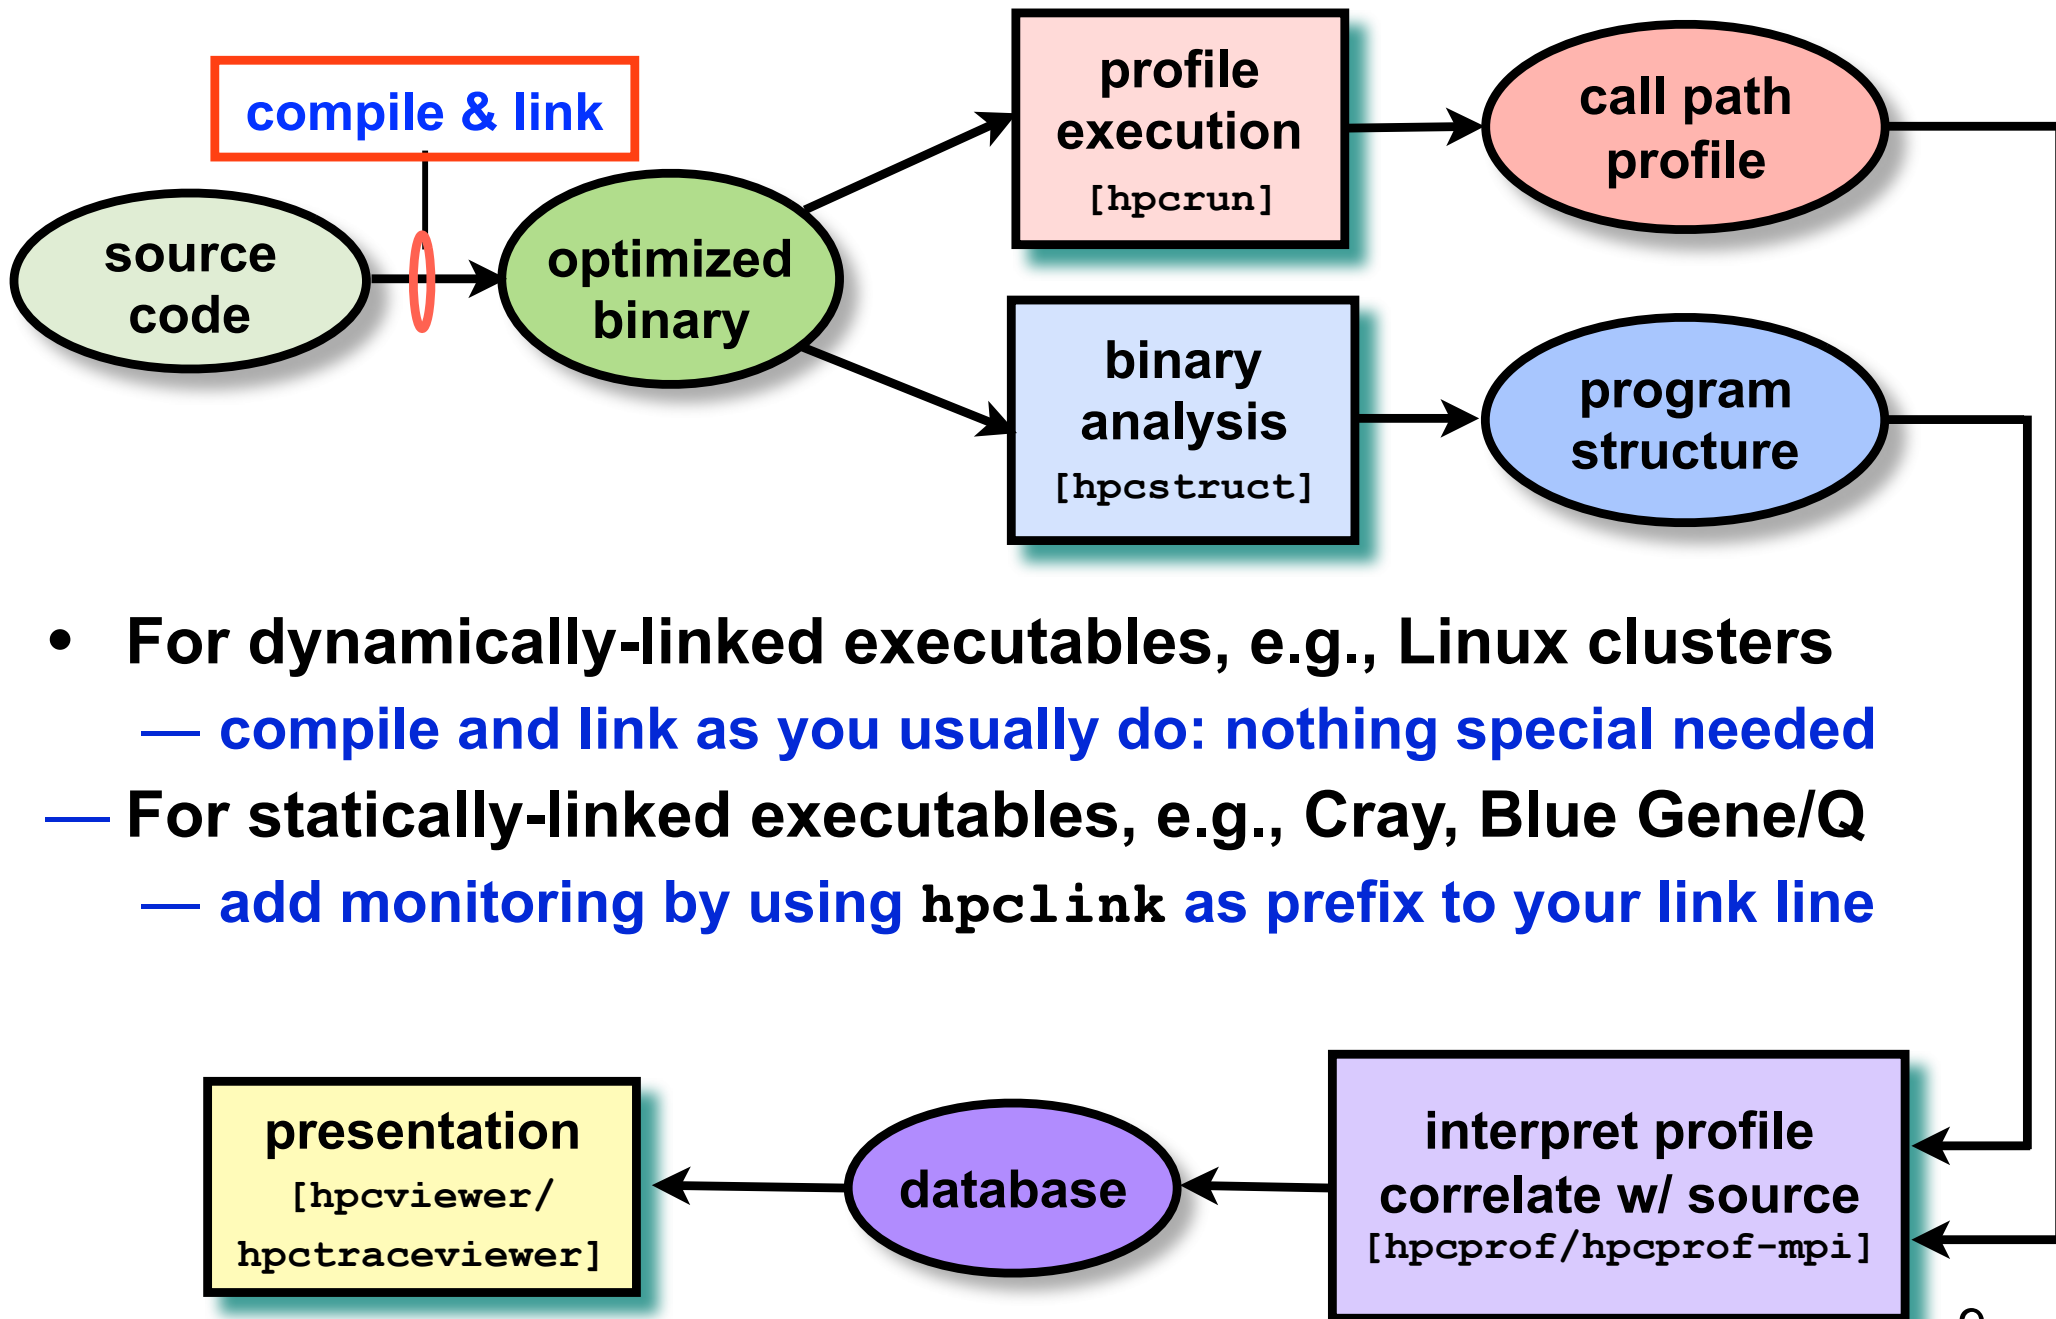 compile & link
source
code
optimized
binary
profile
execution
[hpcrun]
call path
profile
binary
analysis
[hpcstruct]
program
structure
• For dynamically-linked executables, e.g., Linux clusters
— compile and link as you usually do: nothing special needed
— For statically-linked executables, e.g., Cray, Blue Gene/Q
— add monitoring by using hpclink as prefix to your link line
presentation
[hpcviewer/
hpctraceviewer]
database
interpret profile
correlate w/ source
[hpcprof/hpcprof-mpi]